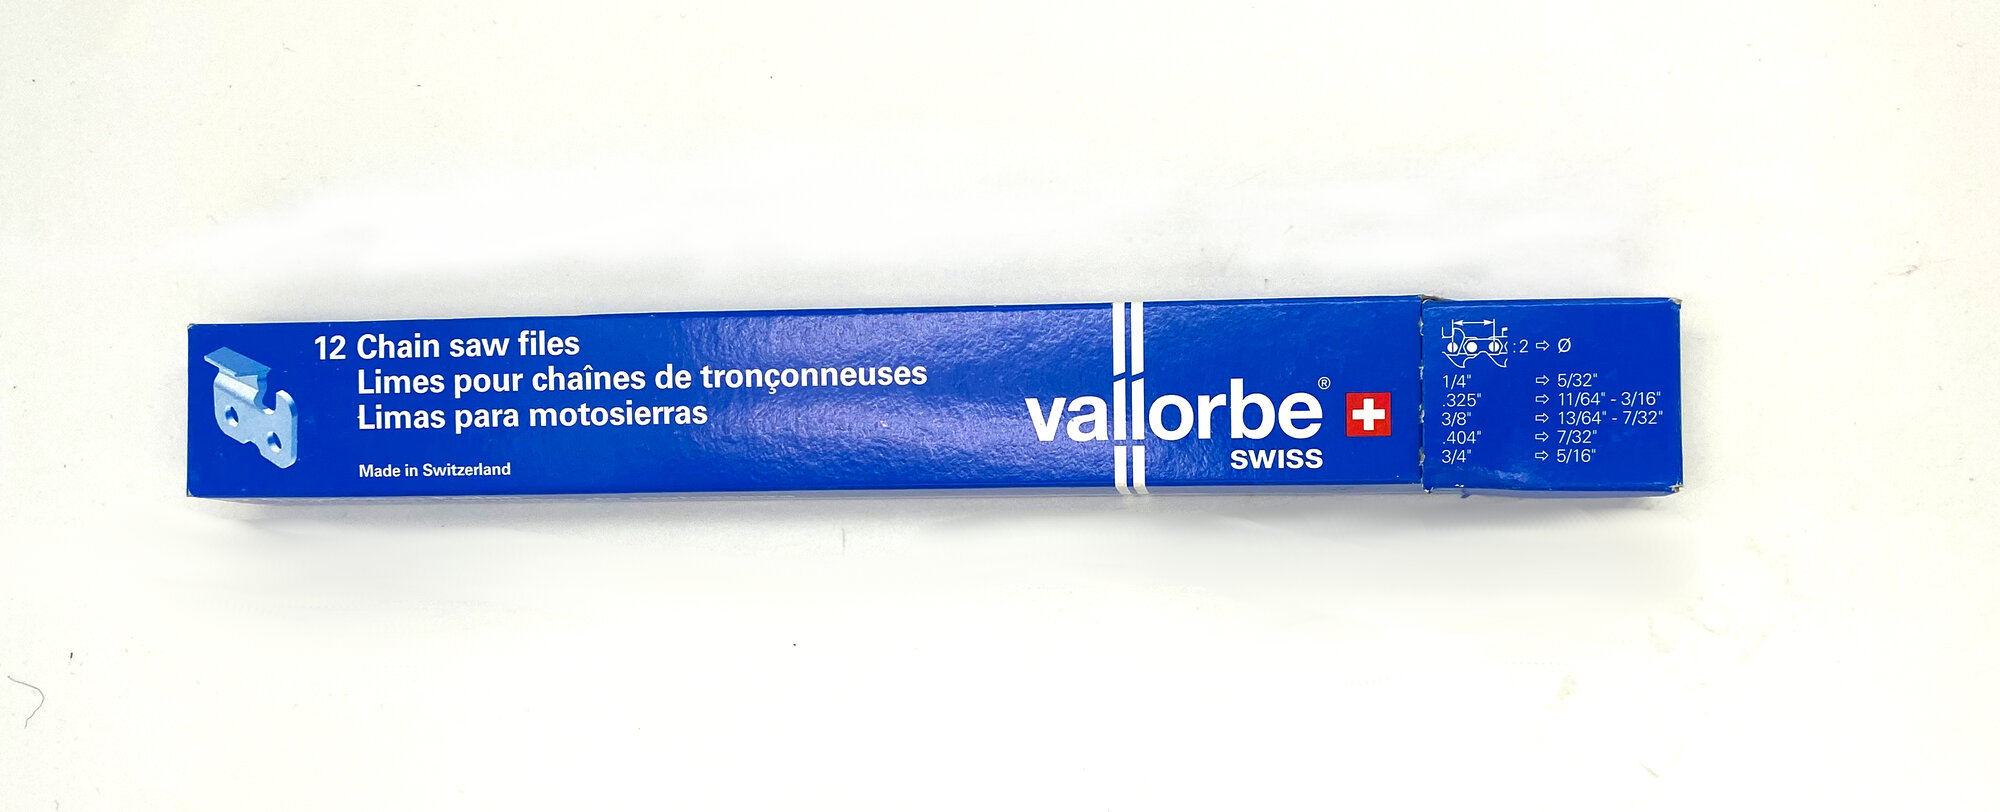 12 Chain saw files
Limes pour chaînes de tronçonneuses
Limas para motosierras
Made in Switzerland
vallorbe®
SWISS
:2 ⇨ Ø
1/4" ⇨ 5/32"
.325" ⇨ 11/64" - 3/16"
3/8" ⇨ 13/64" - 7/32"
.404" ⇨ 7/32"
3/4" ⇨ 5/16"